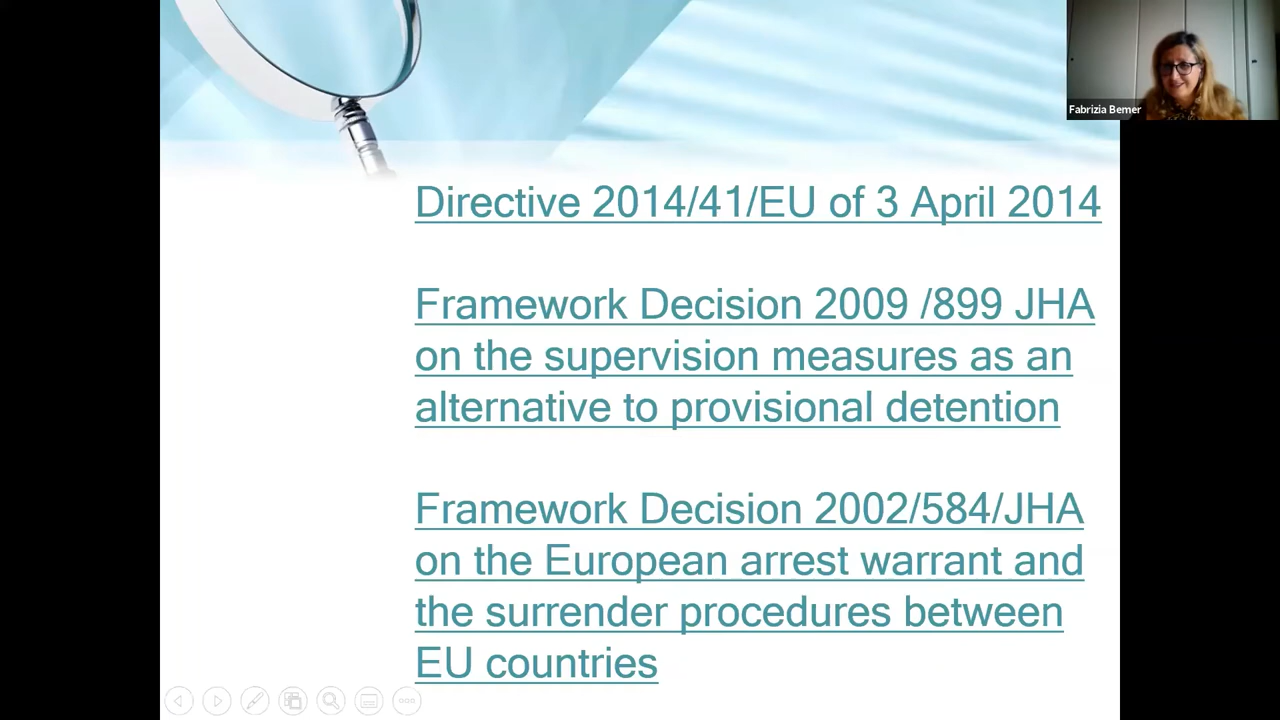 Fabrizia Bemer
Directive 2014/41/EU of 3 April 2014
Framework Decision 2009 /899 JHA
on the supervision measures as an
alternative to provisional detention
Framework Decision 2002/584/JHA
on the European arrest warrant and
the surrender procedures between
EU countries